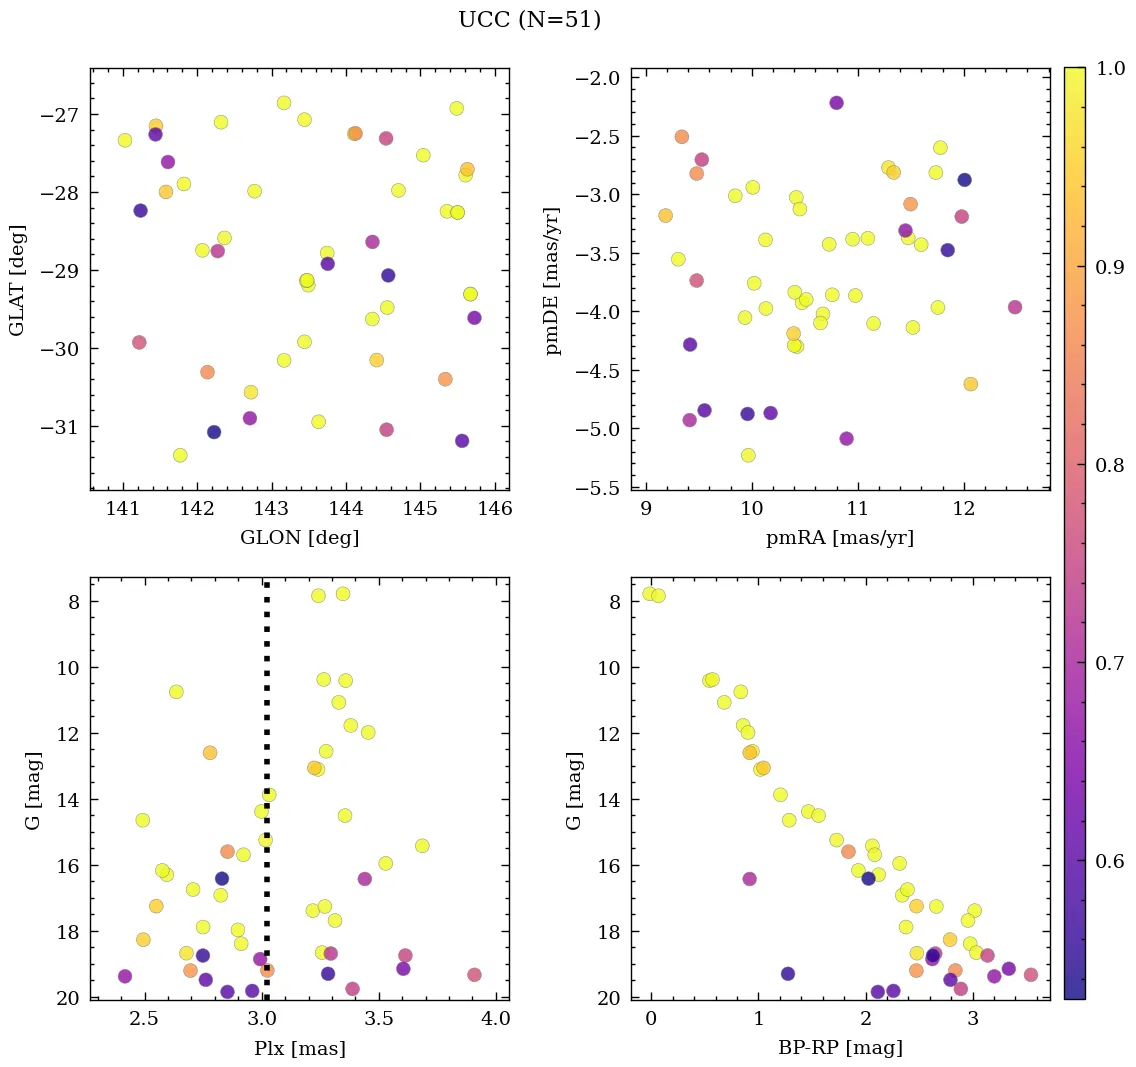 UCC (N=51)
−27
−28
−29
−30
−31
GLAT [deg]
141 142 143 144 145 146
GLON [deg]
−2.0
−2.5
−3.0
−3.5
−4.0
−4.5
−5.0
−5.5
pmDE [mas/yr]
9 10 11 12
pmRA [mas/yr]
8
10
12
14
16
18
20
G [mag]
2.5 3.0 3.5 4.0
Plx [mas]
8
10
12
14
16
18
20
G [mag]
0 1 2 3
BP-RP [mag]
1.0
0.9
0.8
0.7
0.6